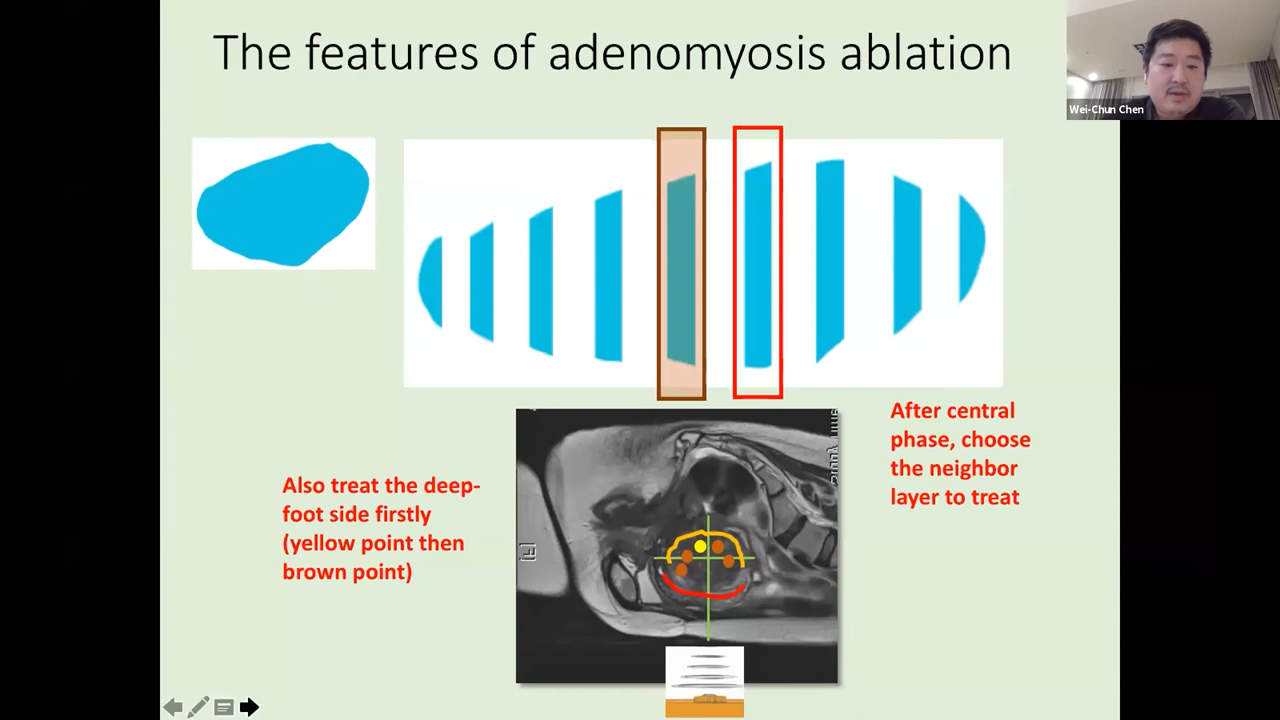 The features of adenomyosis ablation
Wei-Chun Chen
After central
phase, choose
the neighbor
layer to treat
Also treat the deep-
foot side firstly
(yellow point then
brown point)
[F]